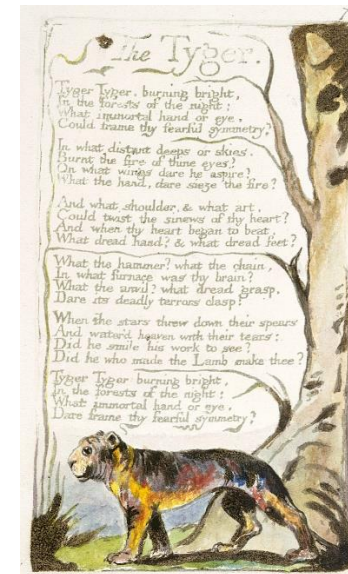 The Tyger.
Tyger Tyger, burning bright,
In the forests of the night:
What immortal hand or eye,
Could frame thy fearful symmetry?
In what distant deeps or skies,
Burnt the fire of thine eyes?
On what wings dare he aspire?
What the hand, dare sieze the fire?
And what shoulder, & what art,
Could twist the sinews of thy heart?
And when thy heart began to beat,
What dread hand? & what dread feet?
What the hammer? what the chain,
In what furnace was thy brain?
What the anvil? what dread grasp,
Dare its deadly terrors clasp!
When the stars threw down their spears
And water'd heaven with their tears:
Did he smile his work to see?
Did he who made the Lamb make thee?
Tyger Tyger burning bright,
In the forests of the night:
What immortal hand or eye,
Dare frame thy fearful symmetry?